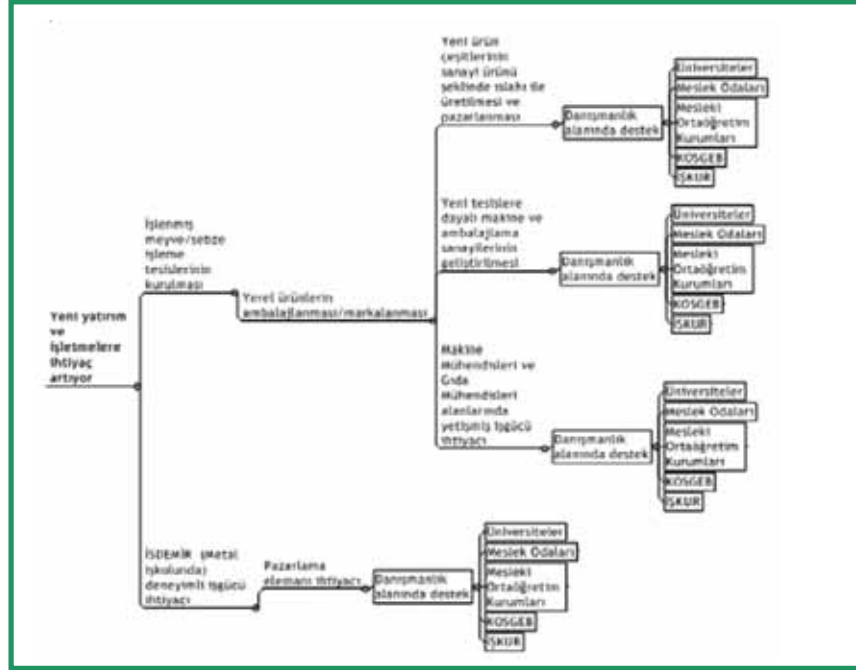 Yeni yatırım
ve
işletmelere
ihtiyaç
artıyor
İşlenmiş
meyve/sebze
işleme
tesislerinin
kurulması
Yerel ürünlerin
ambalajlanması/markalanması
Yeni ürün
çeşitlerinin
sanayi ürünü
şeklinde ıslahı ile
üretilmesi ve
pazarlanması
Danışmanlık
alanında destek
Üniversiteler
Meslek Odaları
Mesleki
Ortaöğretim
Kurumları
KOSGEB
İŞKUR
Yeni tesislere
dayalı makine ve
ambalajlama
sanayilerinin
geliştirilmesi
Danışmanlık
alanında destek
Üniversiteler
Meslek Odaları
Mesleki
Ortaöğretim
Kurumları
KOSGEB
İŞKUR
Makine
Mühendisleri ve
Gıda
Mühendisleri
alanlarında
yetişmiş işgücü
ihtiyacı
Danışmanlık
alanında destek
Üniversiteler
Meslek Odaları
Mesleki
Ortaöğretim
Kurumları
KOSGEB
İŞKUR
İSDEMİR (Metal
işkolunda)
deneyimli işgücü
ihtiyacı
Pazarlama
elemanı ihtiyacı
Danışmanlık
alanında destek
Üniversiteler
Meslek Odaları
Mesleki
Ortaöğretim
Kurumları
KOSGEB
İŞKUR